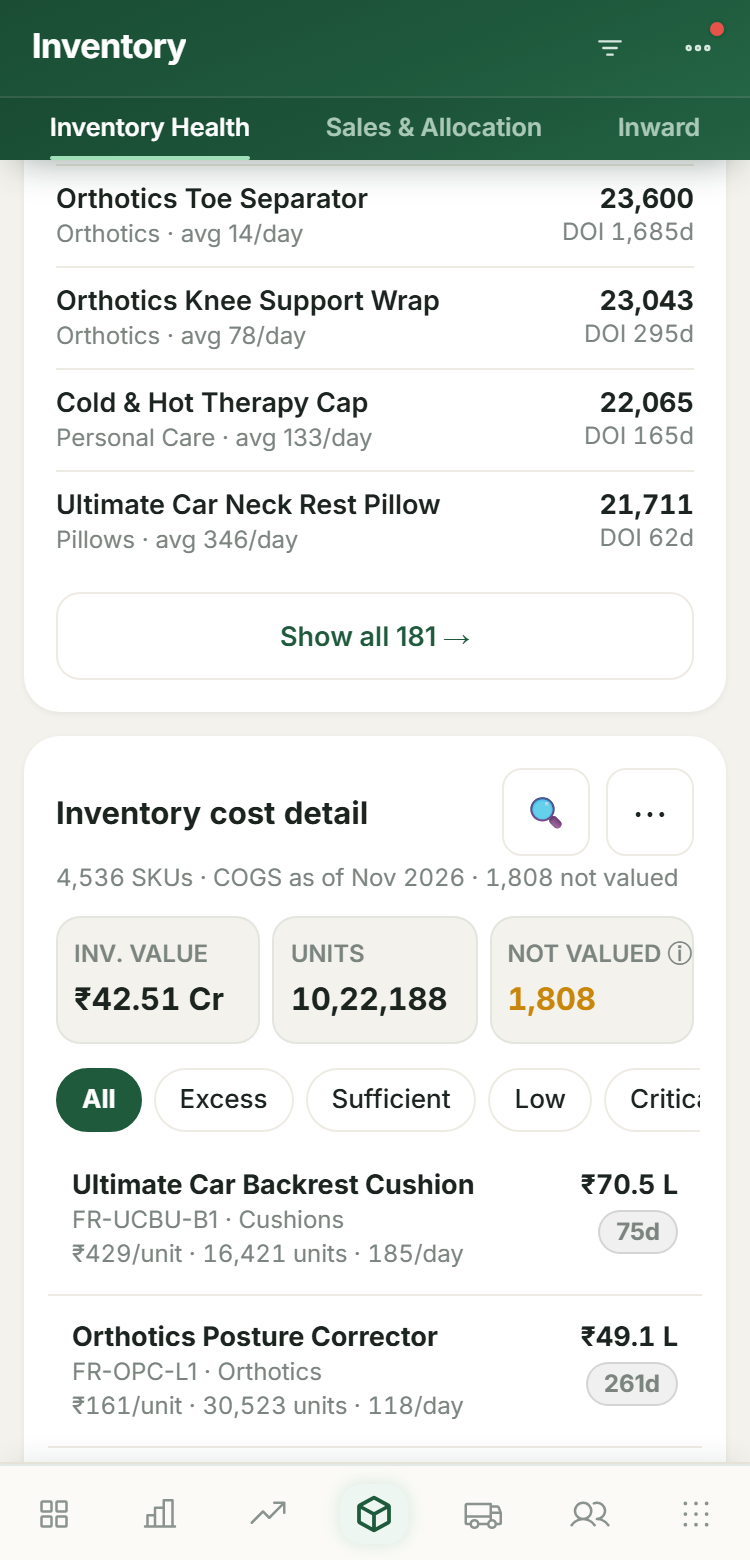 Inventory
Inventory Health
Sales & Allocation
Inward
Orthotics Toe Separator
23,600
Orthotics · avg 14/day
DOI 1,685d
Orthotics Knee Support Wrap
23,043
Orthotics · avg 78/day
DOI 295d
Cold & Hot Therapy Cap
22,065
Personal Care · avg 133/day
DOI 165d
Ultimate Car Neck Rest Pillow
21,711
Pillows · avg 346/day
DOI 62d
Show all 181 →
Inventory cost detail
4,536 SKUs · COGS as of Nov 2026 · 1,808 not valued
INV. VALUE
₹42.51 Cr
UNITS
10,22,188
NOT VALUED ⓘ
1,808
All
Excess
Sufficient
Low
Critica
Ultimate Car Backrest Cushion
₹70.5 L
FR-UCBU-B1 · Cushions
75d
₹429/unit · 16,421 units · 185/day
Orthotics Posture Corrector
₹49.1 L
FR-OPC-L1 · Orthotics
261d
₹161/unit · 30,523 units · 118/day